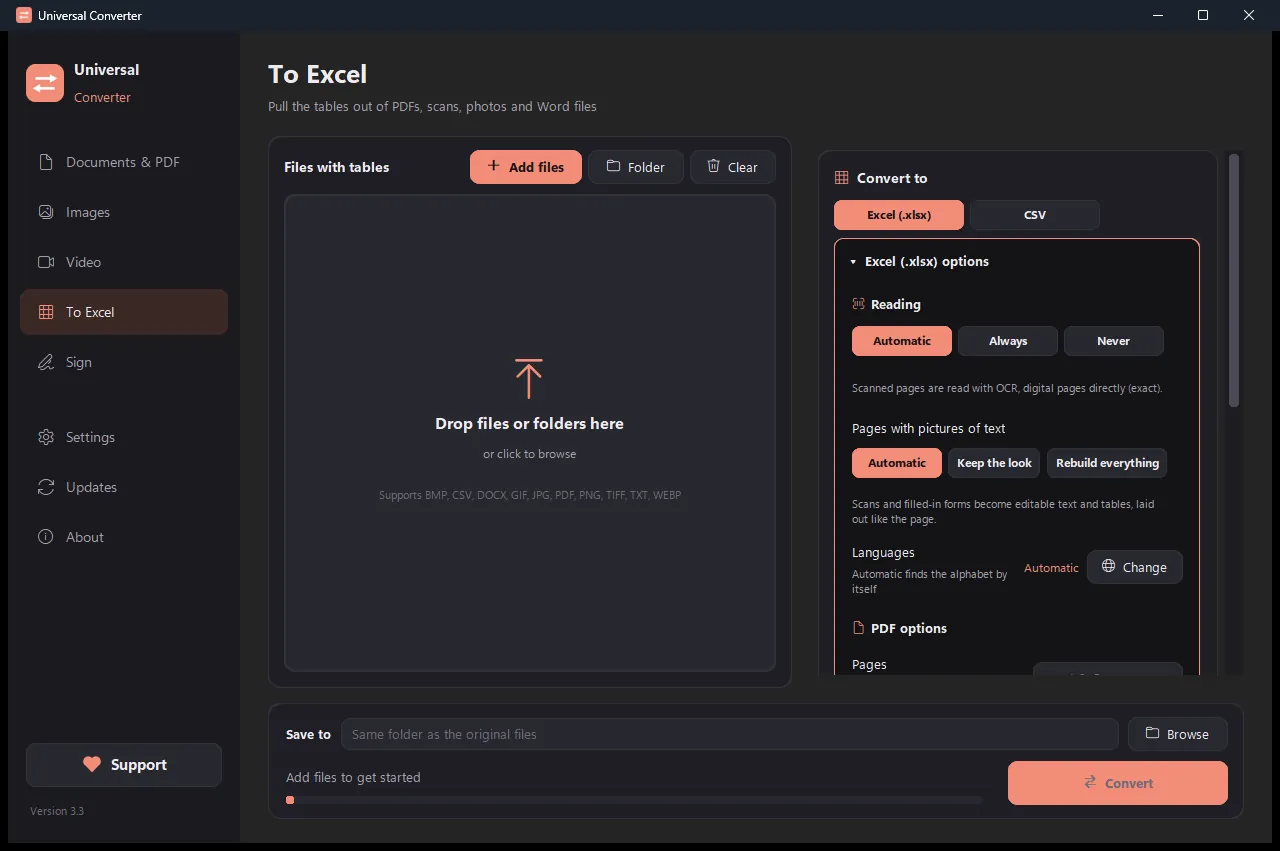 Universal Converter
Universal
Converter
Documents & PDF
Images
Video
To Excel
Sign
Settings
Updates
About
Support
Version 3.3
To Excel
Pull the tables out of PDFs, scans, photos and Word files
Files with tables
Add files
Folder
Clear
Drop files or folders here
or click to browse
Supports BMP, CSV, DOCX, GIF, JPG, PDF, PNG, TIFF, TXT, WEBP
Convert to
Excel (.xlsx)
CSV
Excel (.xlsx) options
Reading
Automatic
Always
Never
Scanned pages are read with OCR, digital pages directly (exact).
Pages with pictures of text
Automatic
Keep the look
Rebuild everything
Scans and filled-in forms become editable text and tables, laid
out like the page.
Languages
Automatic finds the alphabet by
itself
Automatic
Change
PDF options
Pages
Save to
Same folder as the original files
Browse
Add files to get started
Convert